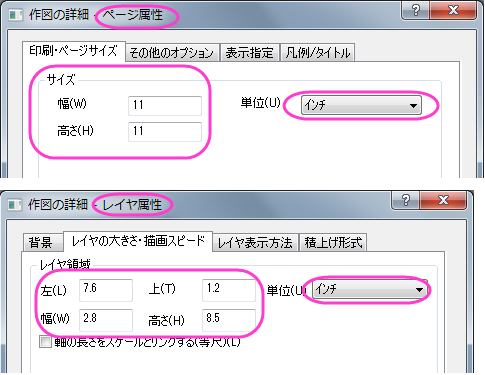 作図の詳細 - ページ属性
印刷・ページサイズ その他のオプション 表示指定 凡例/タイトル
サイズ
幅(W) 11 単位(U) インチ
高さ(H) 11
作図の詳細 - レイヤ属性
背景 レイヤの大きさ・描画スピード レイヤ表示方法 積上げ形式
レイヤ領域
左(L) 7.6 上(T) 1.2 単位(U) インチ
幅(W) 2.8 高さ(H) 8.5
軸の長さをスケールとリンクする(等尺)(L)